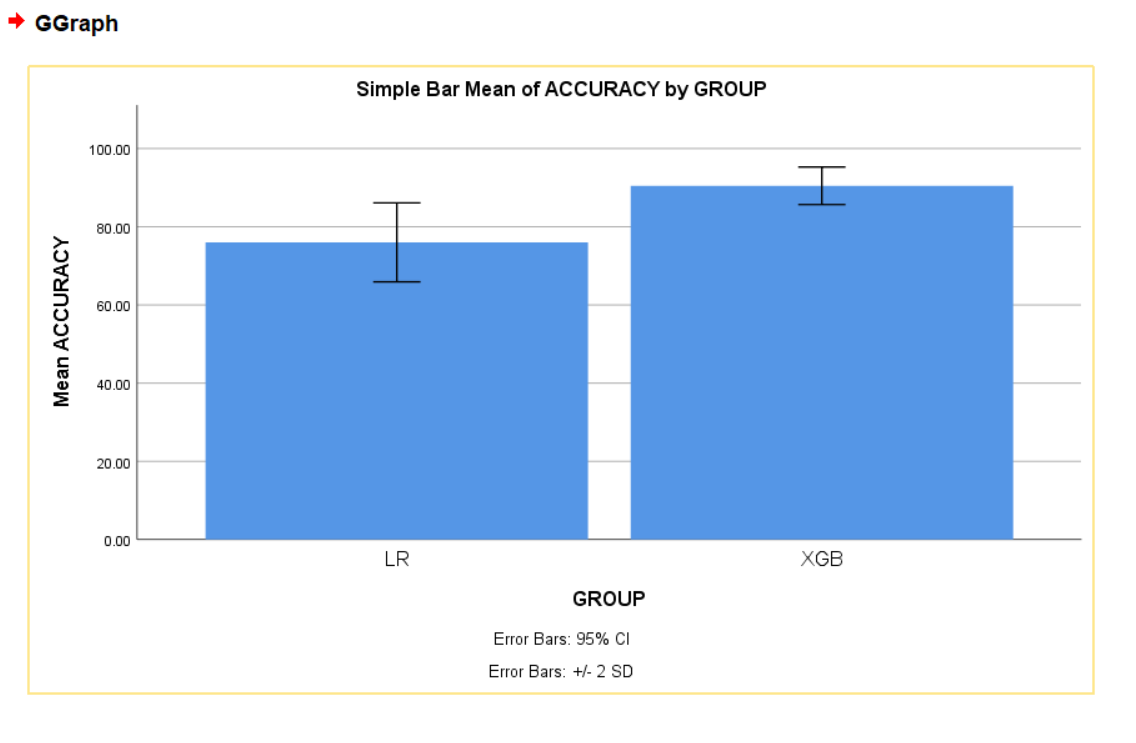 GGraph
Simple Bar Mean of ACCURACY by GROUP
Mean ACCURACY
100.00
80.00
60.00
40.00
20.00
0.00
LR
XGB
GROUP
Error Bars: 95% CI
Error Bars: +/- 2 SD